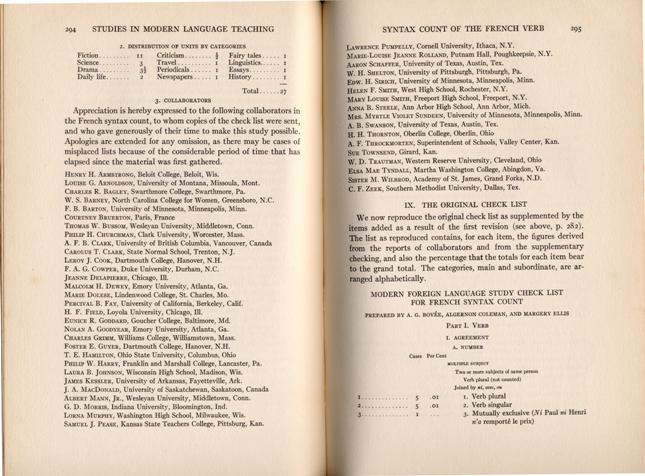 294 STUDIES IN MODERN LANGUAGE TEACHING
2. DISTRIBUTION OF UNITS BY CATEGORIES
Fiction....... 11 Criticism..... ½ Fairy tales... 1
Science....... 3 Travel....... 1 Linguistics... 1
Drama........ 3½ Periodicals... 1 Essays....... 1
Daily life..... 2 Newspapers.. 1 History...... 1
Total......27
3. COLLABORATORS
Appreciation is hereby expressed to the following collaborators in
the French syntax count, to whom copies of the check list were sent,
and who gave generously of their time to make this study possible.
Apologies are extended for any omission, as there may be cases of
misplaced lists because of the considerable period of time that has
elapsed since the material was first gathered.
HENRY H. ARMSTRONG, Beloit College, Beloit, Wis.
LOUISE G. ARNOLDSON, University of Montana, Missoula, Mont.
CHARLES R. BAGLEY, Swarthmore College, Swarthmore, Pa.
W. S. BARNEY, North Carolina College for Women, Greensboro, N.C.
F. B. BARTON, University of Minnesota, Minneapolis, Minn.
COURTNEY BRUERTON, Paris, France
THOMAS W. BUSSOM, Wesleyan University, Middletown, Conn.
PHILIP H. CHURCHMAN, Clark University, Worcester, Mass.
A. F. B. CLARK, University of British Columbia, Vancouver, Canada
CAROLUS T. CLARK, State Normal School, Trenton, N.J.
LEROY J. COOK, Dartmouth College, Hanover, N.H.
F. A. G. COWPER, Duke University, Durham, N.C.
JEANNE DELAPIERRE, Chicago, Ill.
MALCOLM H. DEWEY, Emory University, Atlanta, Ga.
MARIE DOLESE, Lindenwood College, St. Charles, Mo.
PERCIVAL B. FAY, University of California, Berkeley, Calif.
H. F. FIELD, Loyola University, Chicago, Ill.
EUNICE R. GODDARD, Goucher College, Baltimore, Md.
NOLAN A. GOODYEAR, Emory University, Atlanta, Ga.
CHARLES GRIMM, Williams College, Williamstown, Mass.
FOSTER E. GUYER, Dartmouth College, Hanover, N.H.
T. E. HAMILTON, Ohio State University, Columbus, Ohio
PHILIP W. HARRY, Franklin and Marshall College, Lancaster, Pa.
LAURA B. JOHNSON, Wisconsin High School, Madison, Wis.
JAMES KESSLER, University of Arkansas, Fayetteville, Ark.
J. A. MACDONALD, University of Saskatchewan, Saskatoon, Canada
ALBERT MANN, JR., Wesleyan University, Middletown, Conn.
G. D. MORRIS, Indiana University, Bloomington, Ind.
LORNA MURPHY, Washington High School, Milwaukee, Wis.
SAMUEL J. PEASE, Kansas State Teachers College, Pittsburg, Kan.
SYNTAX COUNT OF THE FRENCH VERB 295
LAWRENCE PUMPELLY, Cornell University, Ithaca, N.Y.
MARIE-LOUISE JEANNE ROLLAND, Putnam Hall, Poughkeepsie, N.Y.
AARON SCHAFFER, University of Texas, Austin, Tex.
W. H. SHELTON, University of Pittsburgh, Pittsburg, Pa.
EDW. H. SIRICH, University of Minnesota, Minneapolis, Minn.
HELEN F. SMITH, West High School, Rochester, N.Y.
MARY LOUISE SMITH, Freeport High School, Freeport, N.Y.
ANNA B. STEELE, Ann Arbor High School, Ann Arbor, Mich.
MRS. MYRTLE VIOLET SUNDEEN, University of Minnesota, Minneapolis, Minn.
A. B. SWANSON, University of Texas, Austin, Tex.
H. H. THORNTON, Oberlin College, Oberlin, Ohio
A. F. THROCKMORTON, Superintendent of Schools, Valley Center, Kan.
SUE TOWNSEND, Girard, Kan.
W. D. TRAUTMAN, Western Reserve University, Cleveland, Ohio
ELSA MAE TYNDALL, Martha Washington College, Abingdon, Va.
SISTER M. WILBROD, Academy of St. James, Grand Forks, N.D.
C. F. ZEEK, Southern Methodist University, Dallas, Tex.
IX. THE ORIGINAL CHECK LIST
We now reproduce the original check list as supplemented by the
items added as a result of the first revision (see above, p. 282).
The list as reproduced contains, for each item, the figures derived
from the reports of collaborators and from the supplementary
checking, and also the percentage that the totals for each item bear
to the grand total. The categories, main and subordinate, are ar-
ranged alphabetically.
MODERN FOREIGN LANGUAGE STUDY CHECK LIST
FOR FRENCH SYNTAX COUNT
PREPARED BY A. G. BOVÉE, ALGERNON COLEMAN, AND MARGERY ELLIS
PART I. VERB
I. AGREEMENT
A. NUMBER
Cases Per Cent
MULTIPLE SUBJECT
Two or more subjects of same person
Verb plural (not counted)
Joined by ni, avec, ou
1............ 5 .01 1. Verb plural
2............ 5 .01 2. Verb singular
3............ 1 ... 3. Mutually exclusive (Ni Paul ni Henri
n'a remporté le prix)